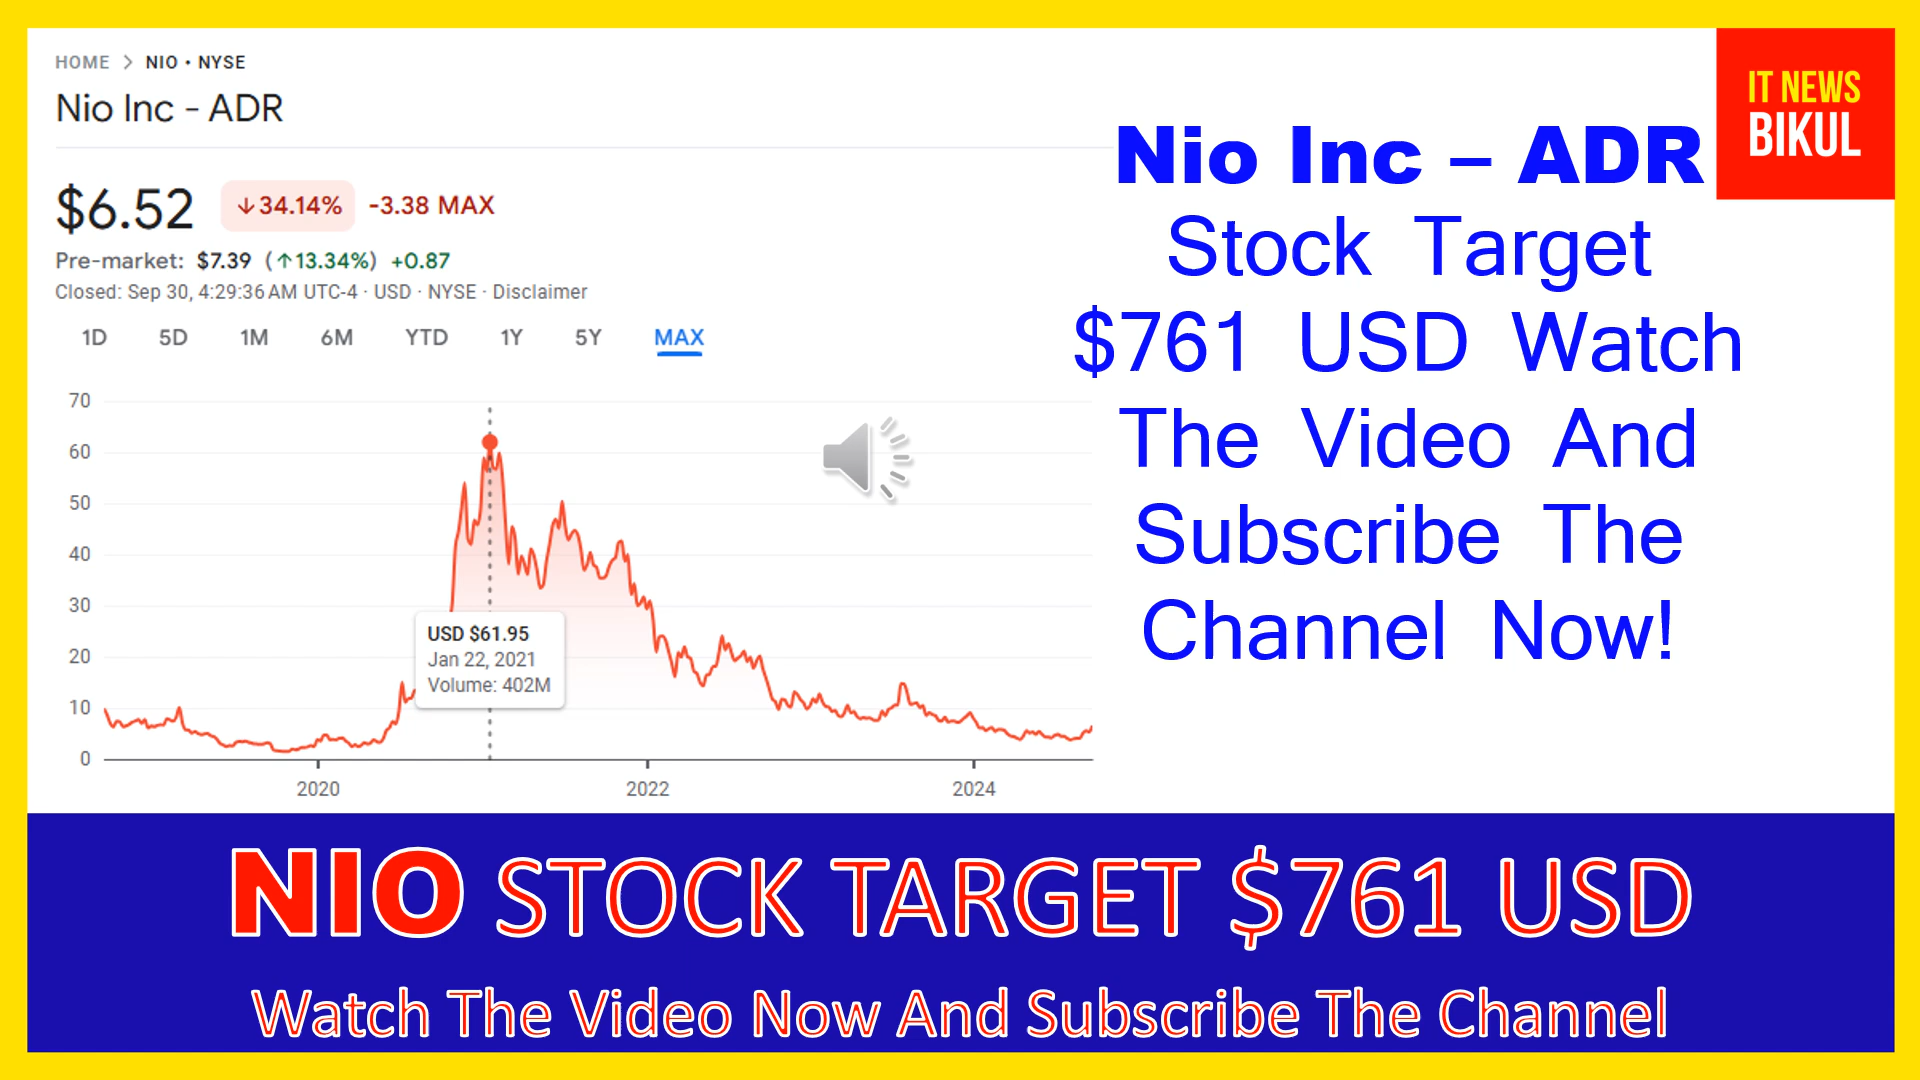 HOME > NIO • NYSE
Nio Inc - ADR
$6.52 ↓34.14% -3.38 MAX
Pre-market: $7.39 (↑13.34%) +0.87
Closed: Sep 30, 4:29:36 AM UTC-4 · USD · NYSE · Disclaimer
1D 5D 1M 6M YTD 1Y 5Y MAX
70
60
50
40
30
20
10
0
USD $61.95
Jan 22, 2021
Volume: 402M
2020 2022 2024
IT NEWS
BIKUL
Nio Inc – ADR
Stock Target
$761 USD Watch
The Video And
Subscribe The
Channel Now!
NIO STOCK TARGET $761 USD
Watch The Video Now And Subscribe The Channel